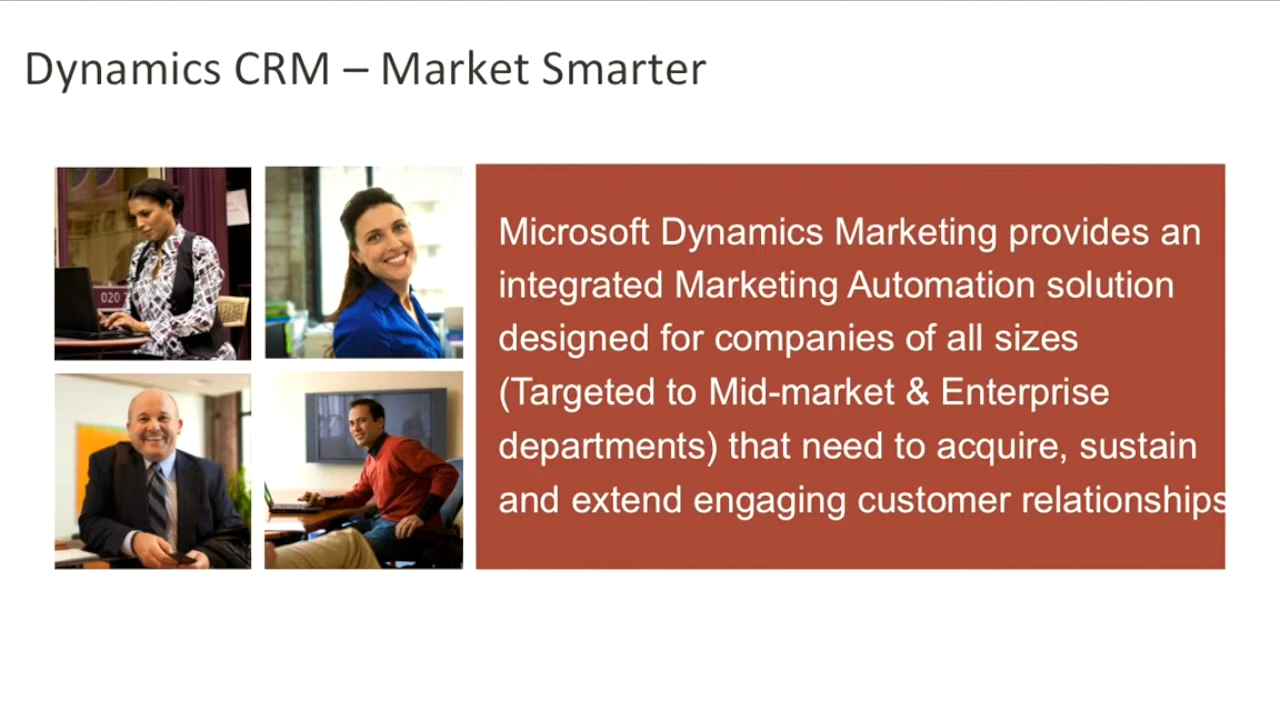 Dynamics CRM – Market Smarter
020
Microsoft Dynamics Marketing provides an
integrated Marketing Automation solution
designed for companies of all sizes
(Targeted to Mid-market & Enterprise
departments) that need to acquire, sustain
and extend engaging customer relationships